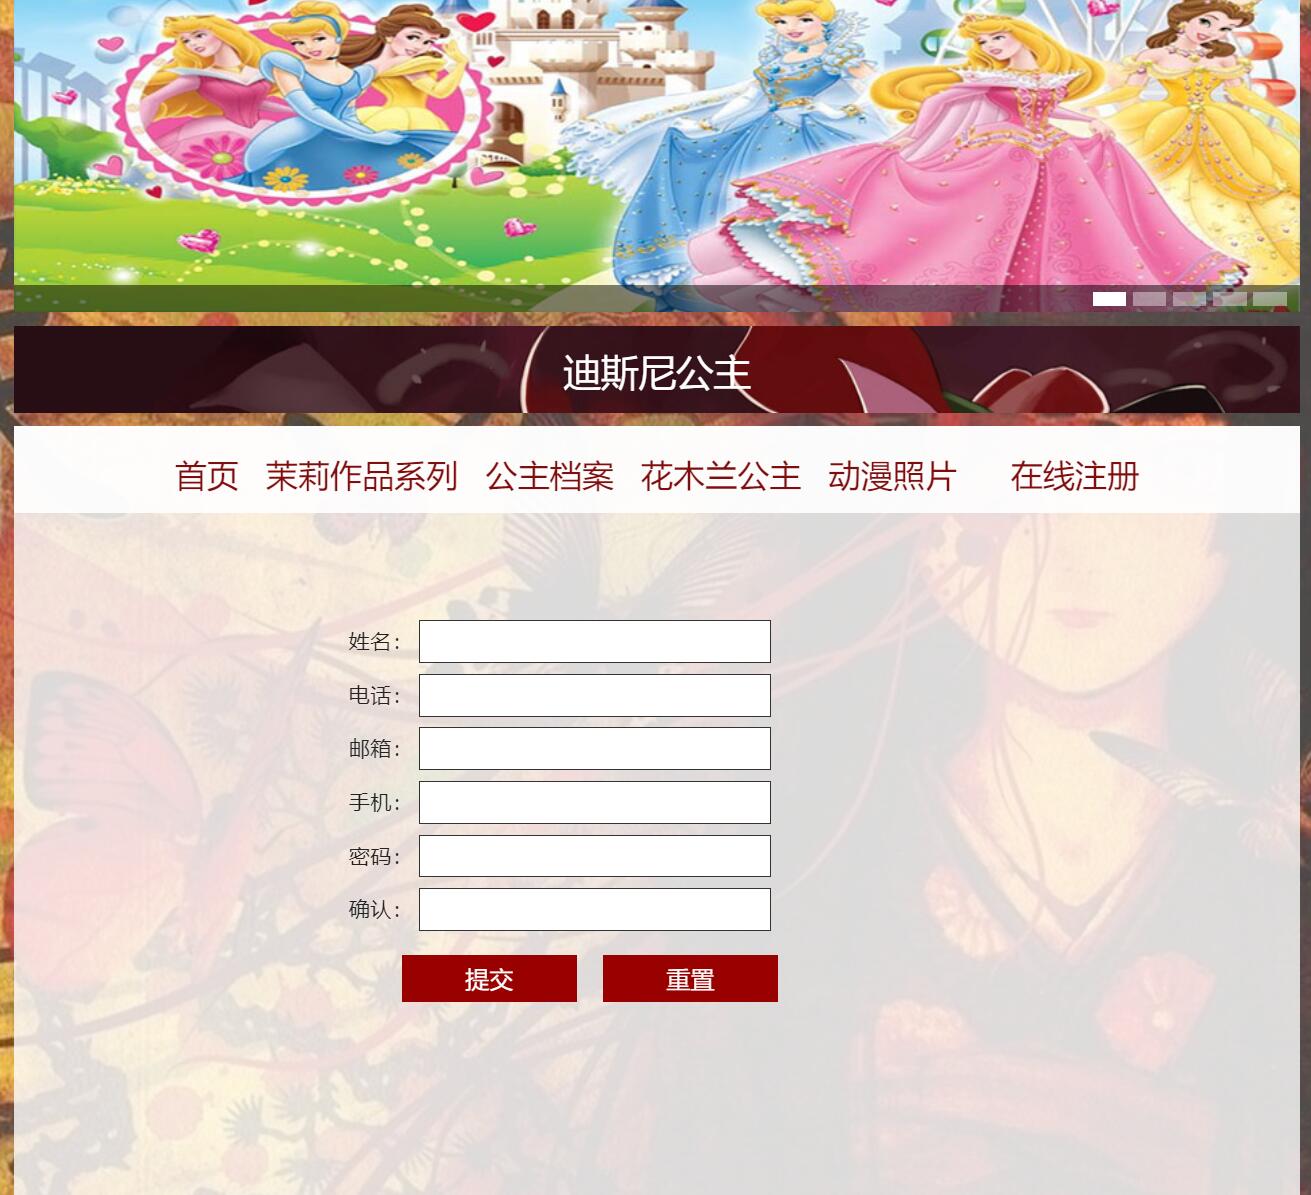 迪斯尼公主
首页 茉莉作品系列 公主档案 花木兰公主 动漫照片 在线注册
姓名：
电话：
邮箱：
手机：
密码：
确认：
提交 重置